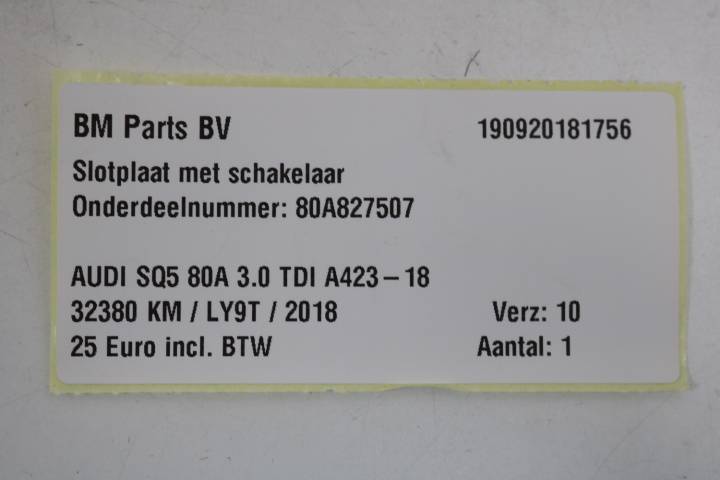 BM Parts BV 190920181756
Slotplaat met schakelaar
Onderdeelnummer: 80A827507
AUDI SQ5 80A 3.0 TDI A423-18
32380 KM / LY9T / 2018 Verz: 10
25 Euro incl. BTW Aantal: 1